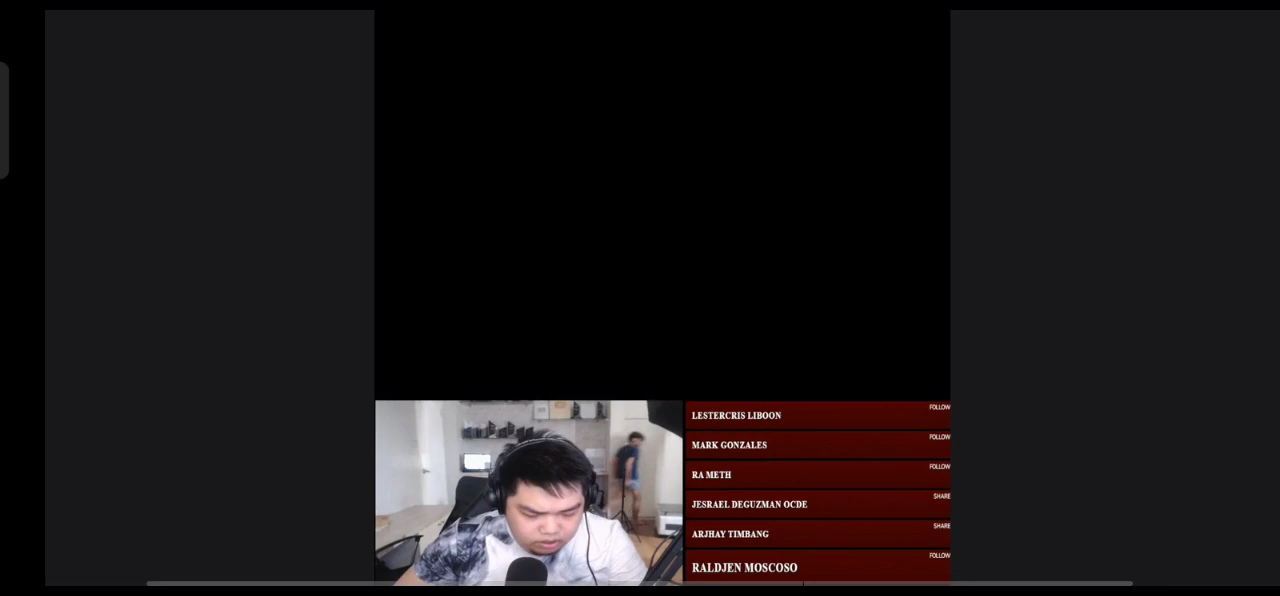 LESTERCRIS LIBOON FOLLOW
MARK GONZALES FOLLOW
RA METH FOLLOW
JESRAEL DEGUZMAN OCDE SHARE
ARJHAY TIMBANG SHARE
RALDJEN MOSCOSO FOLLOW